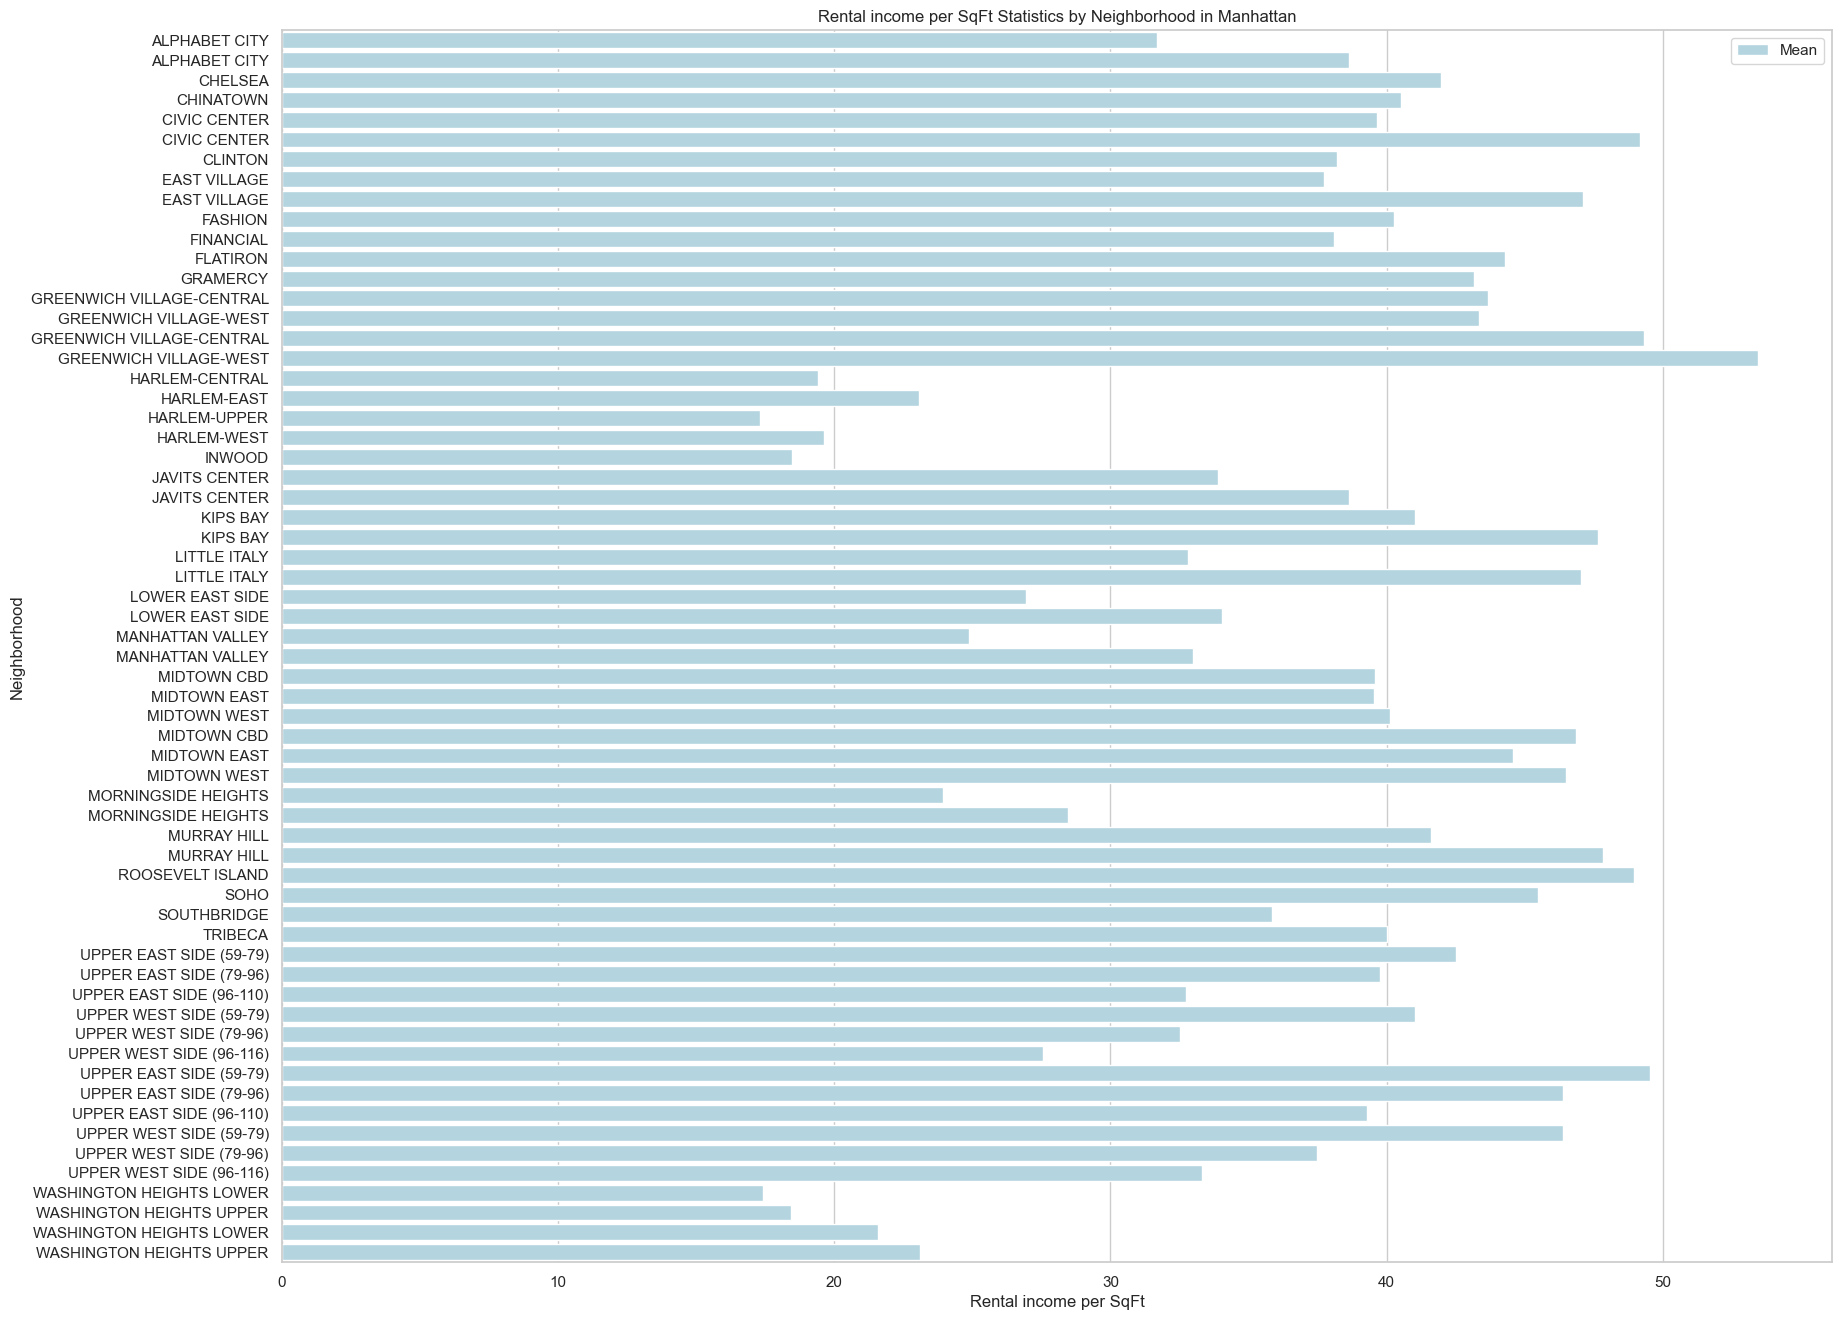 Rental income per SqFt Statistics by Neighborhood in Manhattan
Mean
Neighborhood
ALPHABET CITY
ALPHABET CITY
CHELSEA
CHINATOWN
CIVIC CENTER
CIVIC CENTER
CLINTON
EAST VILLAGE
EAST VILLAGE
FASHION
FINANCIAL
FLATIRON
GRAMERCY
GREENWICH VILLAGE-CENTRAL
GREENWICH VILLAGE-WEST
GREENWICH VILLAGE-CENTRAL
GREENWICH VILLAGE-WEST
HARLEM-CENTRAL
HARLEM-EAST
HARLEM-UPPER
HARLEM-WEST
INWOOD
JAVITS CENTER
JAVITS CENTER
KIPS BAY
KIPS BAY
LITTLE ITALY
LITTLE ITALY
LOWER EAST SIDE
LOWER EAST SIDE
MANHATTAN VALLEY
MANHATTAN VALLEY
MIDTOWN CBD
MIDTOWN EAST
MIDTOWN WEST
MIDTOWN CBD
MIDTOWN EAST
MIDTOWN WEST
MORNINGSIDE HEIGHTS
MORNINGSIDE HEIGHTS
MURRAY HILL
MURRAY HILL
ROOSEVELT ISLAND
SOHO
SOUTHBRIDGE
TRIBECA
UPPER EAST SIDE (59-79)
UPPER EAST SIDE (79-96)
UPPER EAST SIDE (96-110)
UPPER WEST SIDE (59-79)
UPPER WEST SIDE (79-96)
UPPER WEST SIDE (96-116)
UPPER EAST SIDE (59-79)
UPPER EAST SIDE (79-96)
UPPER EAST SIDE (96-110)
UPPER WEST SIDE (59-79)
UPPER WEST SIDE (79-96)
UPPER WEST SIDE (96-116)
WASHINGTON HEIGHTS LOWER
WASHINGTON HEIGHTS UPPER
WASHINGTON HEIGHTS LOWER
WASHINGTON HEIGHTS UPPER
0 10 20 30 40 50
Rental income per SqFt